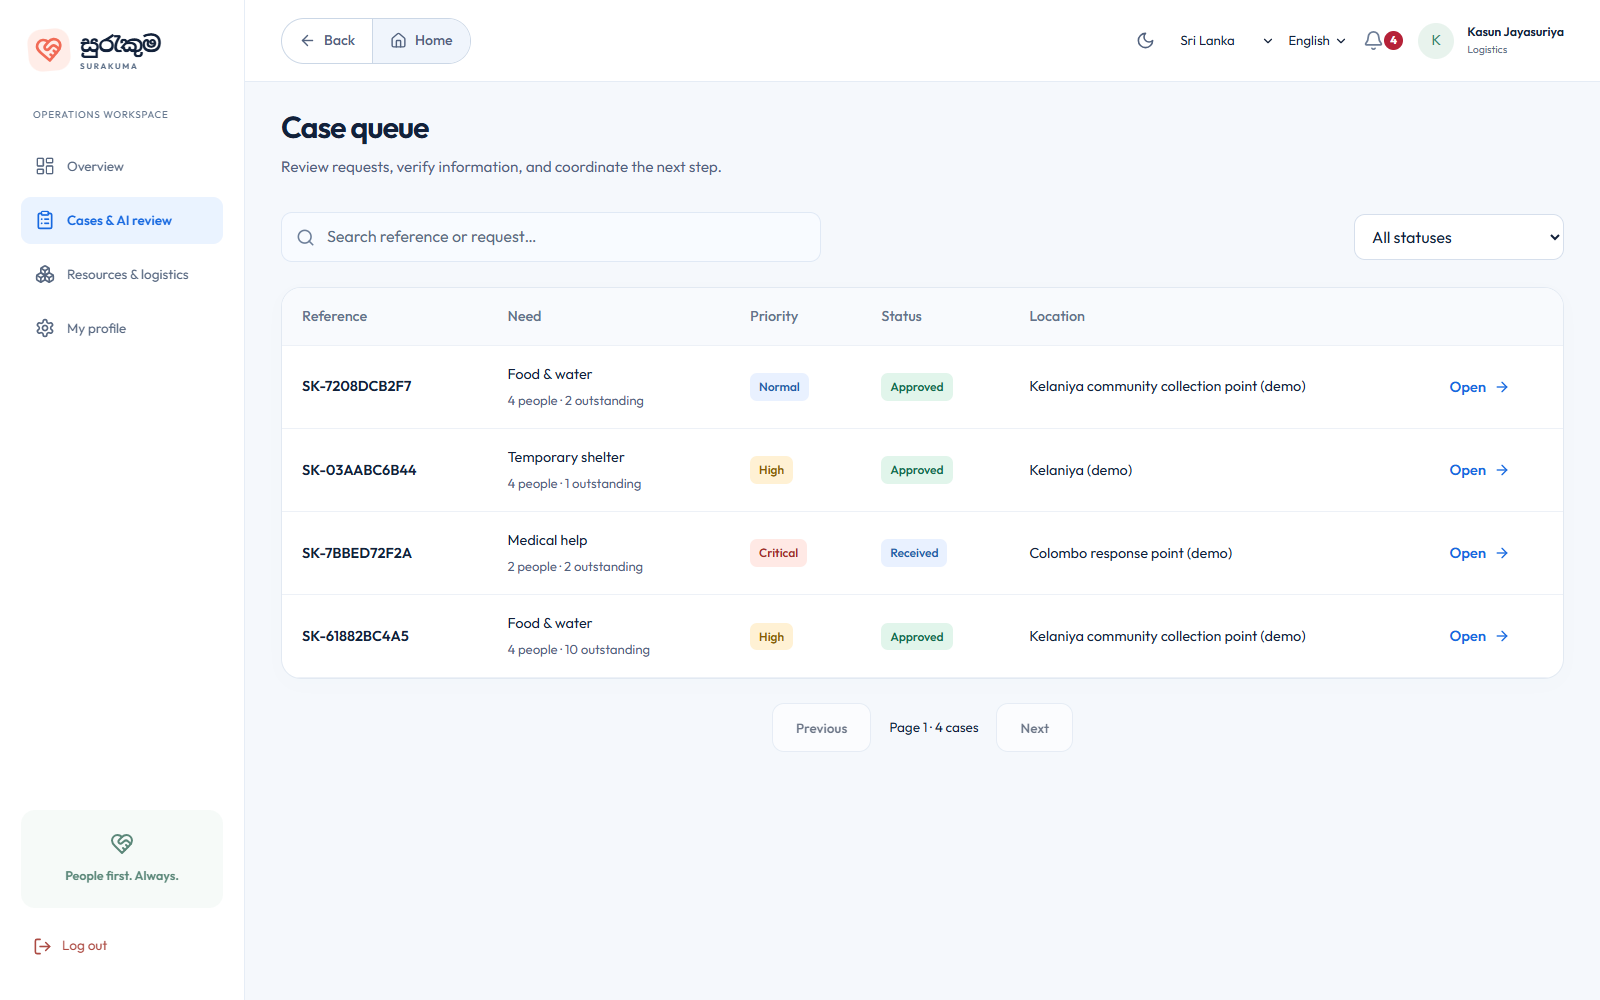 සුරැකුම
SURAKUMA
OPERATIONS WORKSPACE
Overview
Cases & AI review
Resources & logistics
My profile
People first. Always.
Log out
Back
Home
Sri Lanka
English
4
K
Kasun Jayasuriya
Logistics
Case queue
Review requests, verify information, and coordinate the next step.
Search reference or request...
All statuses
Reference Need Priority Status Location
SK-7208DCB2F7 Food & water Normal Approved Kelaniya community collection point (demo) Open
4 people · 2 outstanding
SK-03AABC6B44 Temporary shelter High Approved Kelaniya (demo) Open
4 people · 1 outstanding
SK-7BBED72F2A Medical help Critical Received Colombo response point (demo) Open
2 people · 2 outstanding
SK-61882BC4A5 Food & water High Approved Kelaniya community collection point (demo) Open
4 people · 10 outstanding
Previous Page 1 · 4 cases Next